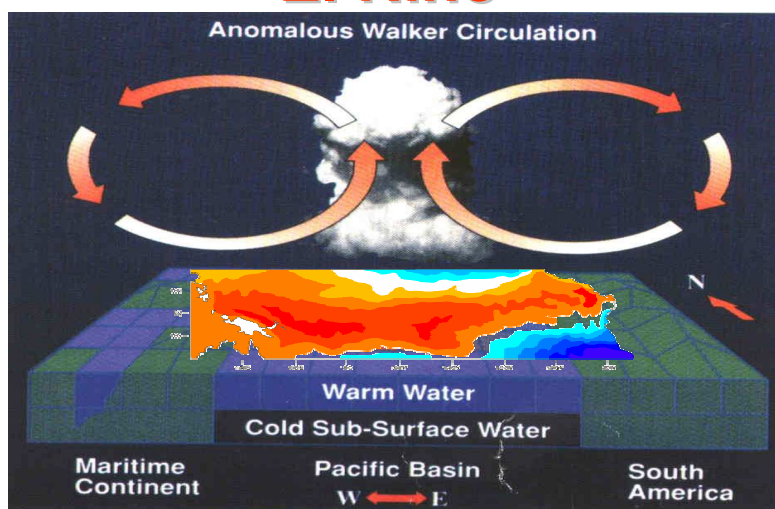 Anomalous Walker Circulation
N
Warm Water
Cold Sub-Surface Water
Maritime
Continent
Pacific Basin
W E
South
America